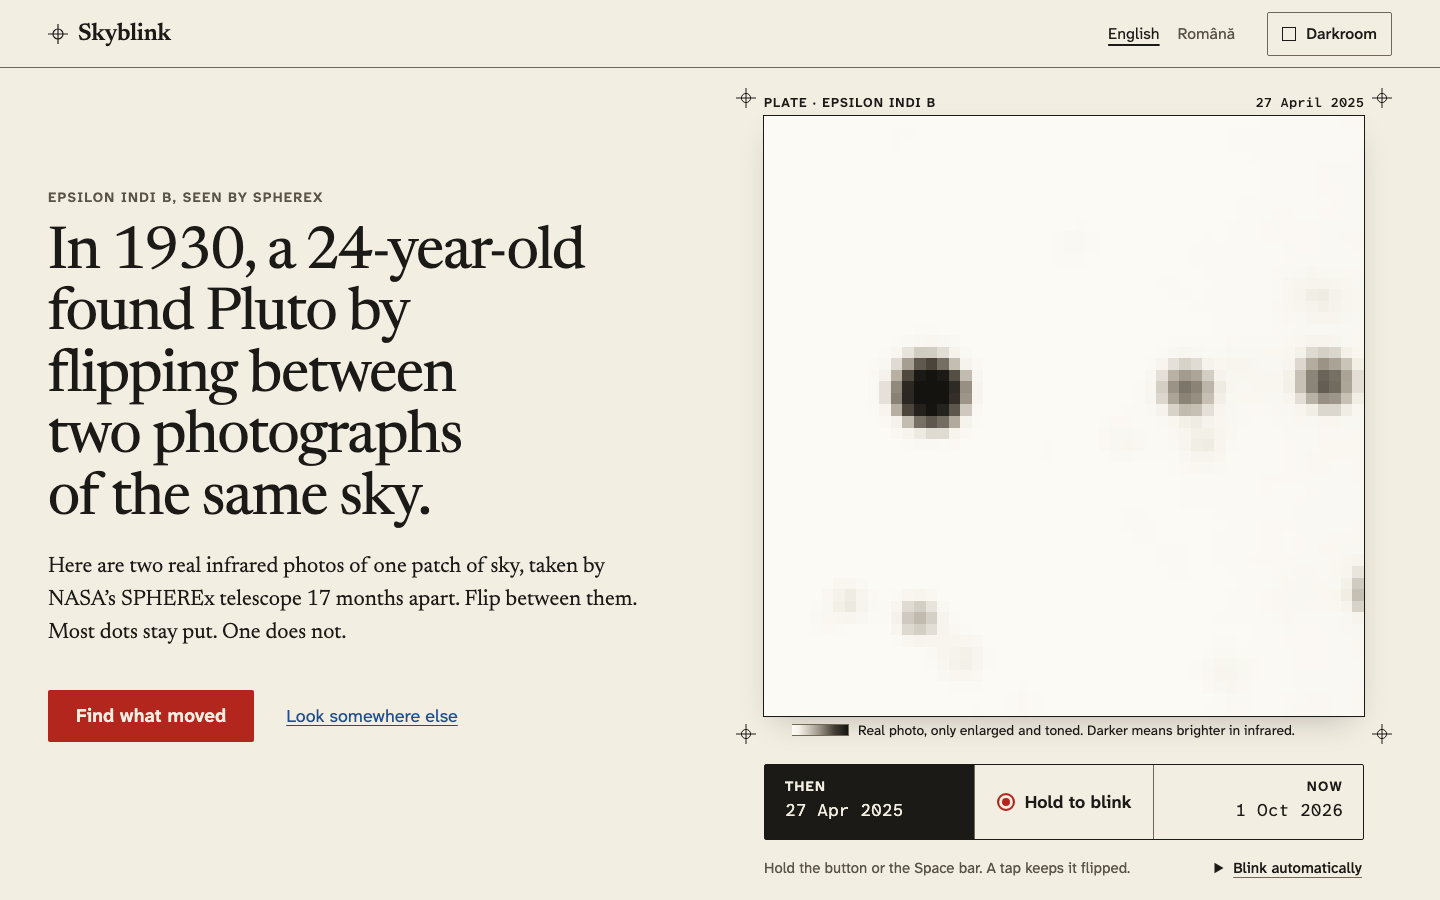 Skyblink
English Română Darkroom
PLATE · EPSILON INDI B 27 April 2025
EPSILON INDI B, SEEN BY SPHEREX
In 1930, a 24-year-old
found Pluto by
flipping between
two photographs
of the same sky.
Here are two real infrared photos of one patch of sky, taken by
NASA’s SPHEREx telescope 17 months apart. Flip between them.
Most dots stay put. One does not.
Find what moved Look somewhere else
Real photo, only enlarged and toned. Darker means brighter in infrared.
THEN
27 Apr 2025
Hold to blink
NOW
1 Oct 2026
Hold the button or the Space bar. A tap keeps it flipped.
Blink automatically